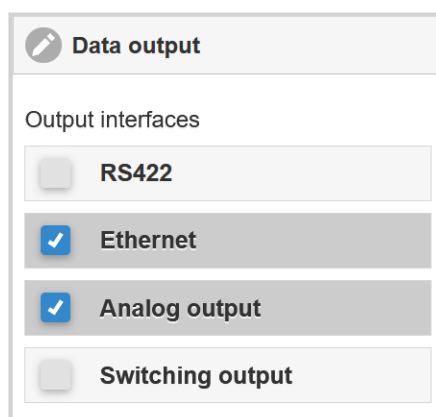 Data output
Output interfaces
RS422
Ethernet
Analog output
Switching output